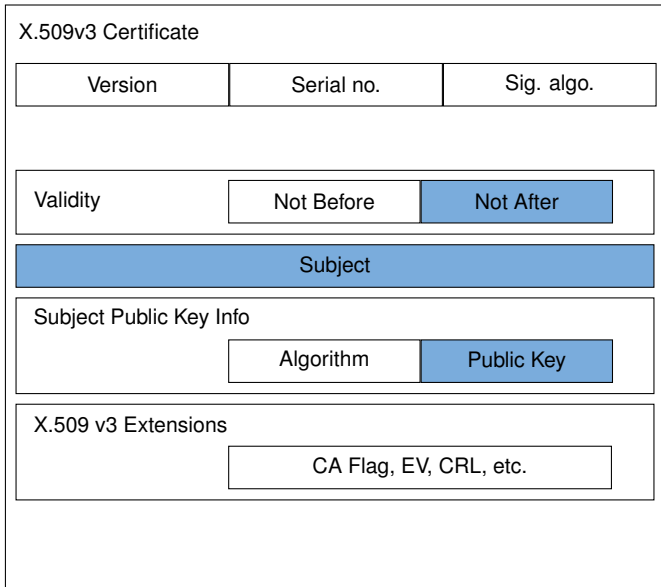 X.509v3 Certificate
Version Serial no. Sig. algo.
Validity Not Before Not After
Subject
Subject Public Key Info
Algorithm Public Key
X.509 v3 Extensions
CA Flag, EV, CRL, etc.